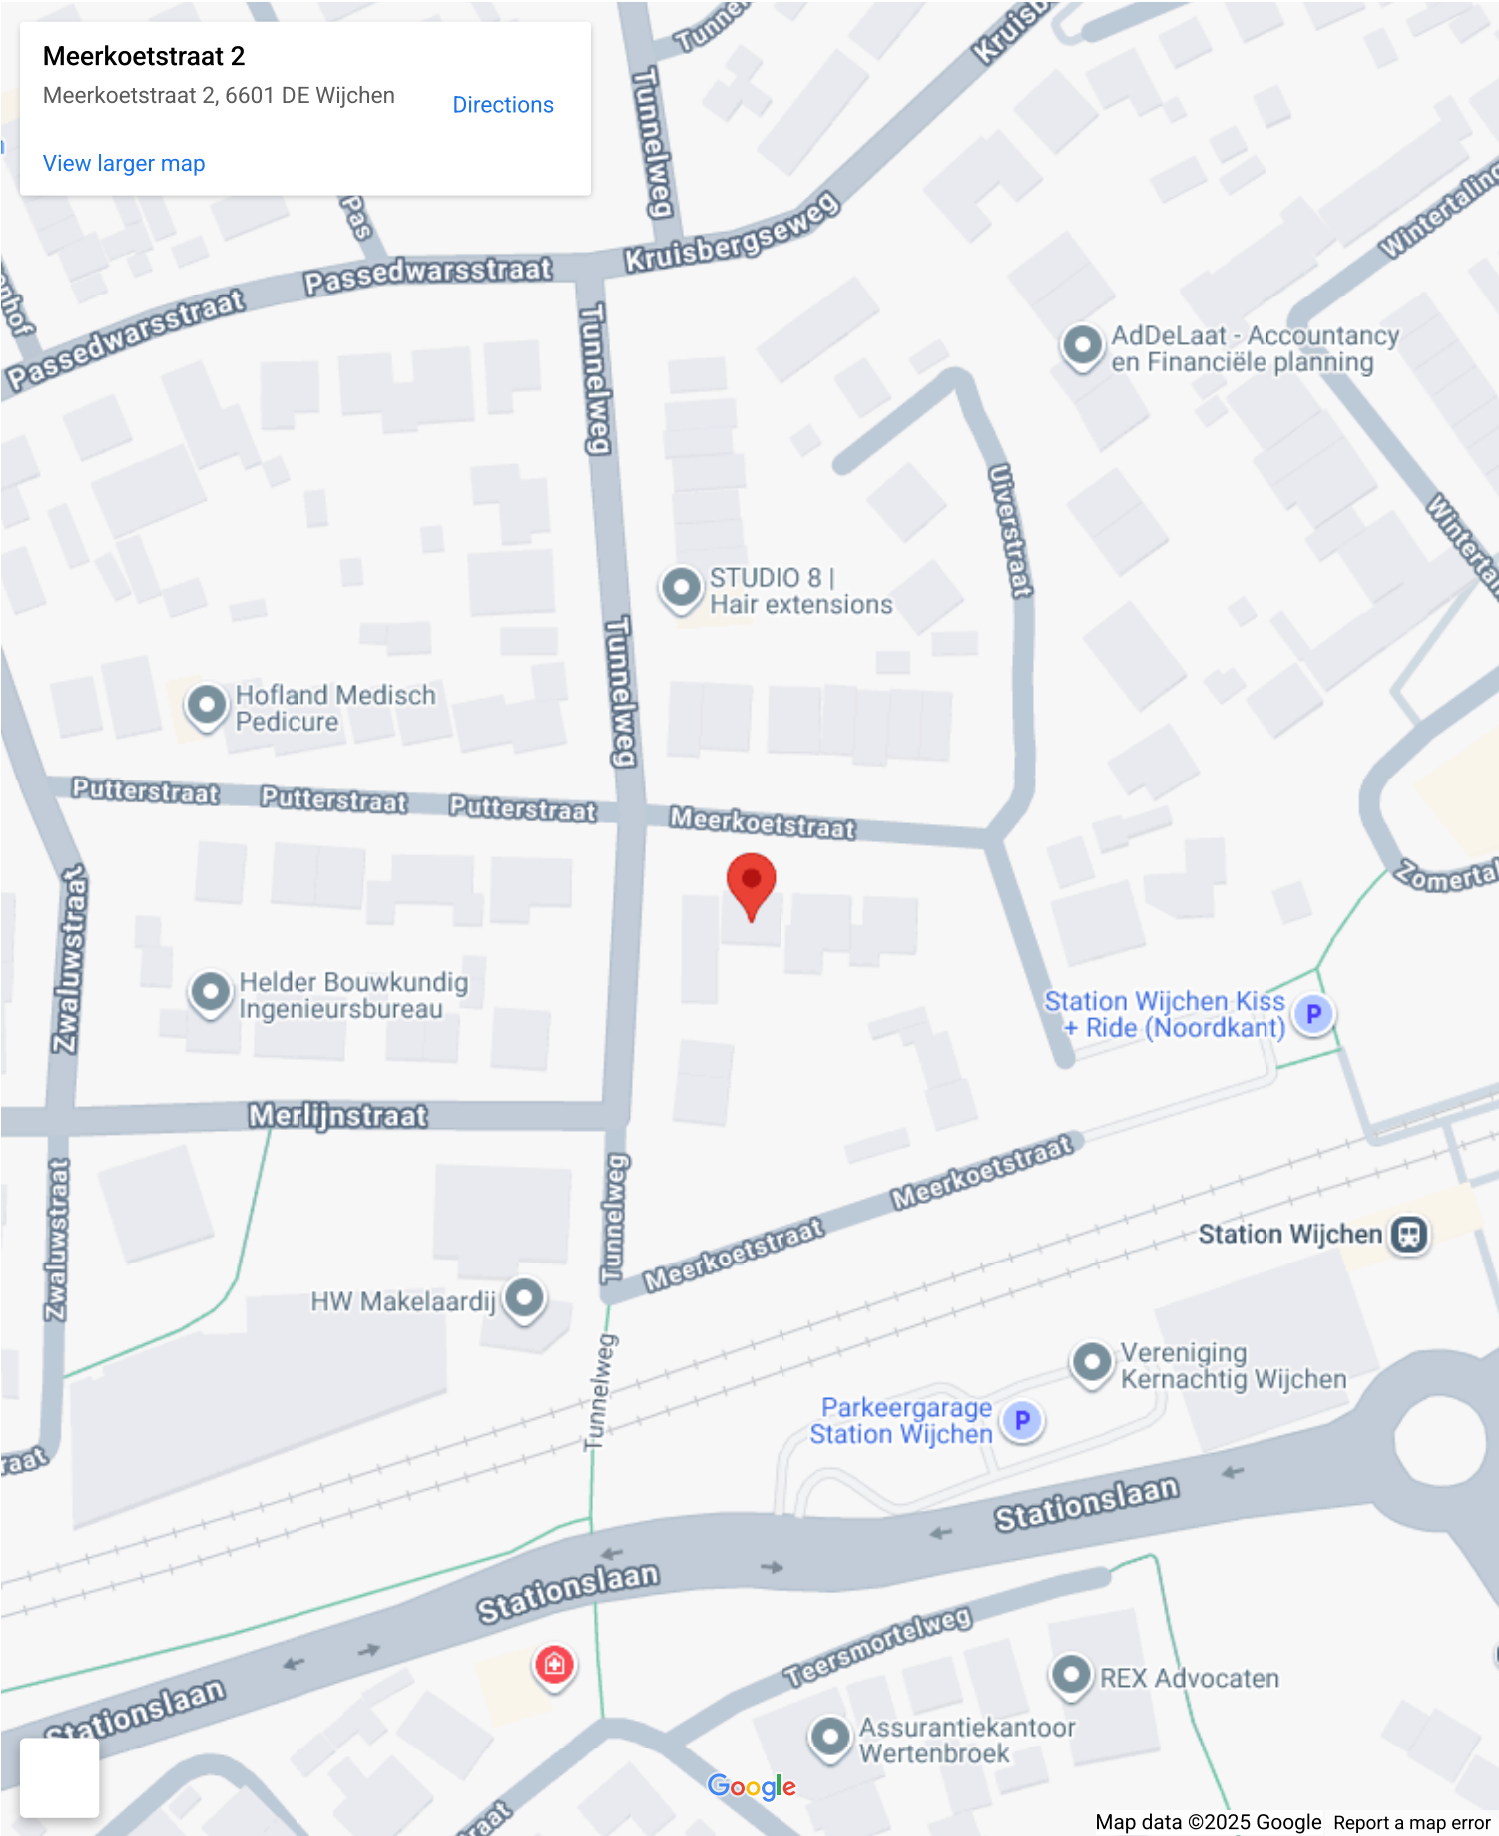 Meerkoetstraat 2
Meerkoetstraat 2, 6601 DE Wijchen
Directions
View larger map
Tunnelweg
Kruisbergseweg
Passedwarsstraat
Passedwarsstraat
Pas
Tunnelweg
AdDeLaat - Accountancy
en Financiële planning
Uiverstraat
STUDIO 8 |
Hair extensions
Tunnelweg
Hofland Medisch
Pedicure
Putterstraat
Putterstraat
Putterstraat
Meerkoetstraat
Zwaluwstraat
Helder Bouwkundig
Ingenieursbureau
Station Wijchen Kiss
+ Ride (Noordkant)
P
Merlijnstraat
Zwaluwstraat
Tunnelweg
Meerkoetstraat
Meerkoetstraat
Station Wijchen
HW Makelaardij
Tunnelweg
Vereniging
Kernachtig Wijchen
Parkeergarage
Station Wijchen
P
raat
Stationslaan
Stationslaan
Stationslaan
Teersmortelweg
REX Advocaten
Assurantiekantoor
Wertenbroek
Google
raat
Map data ©2025 Google
Report a map error